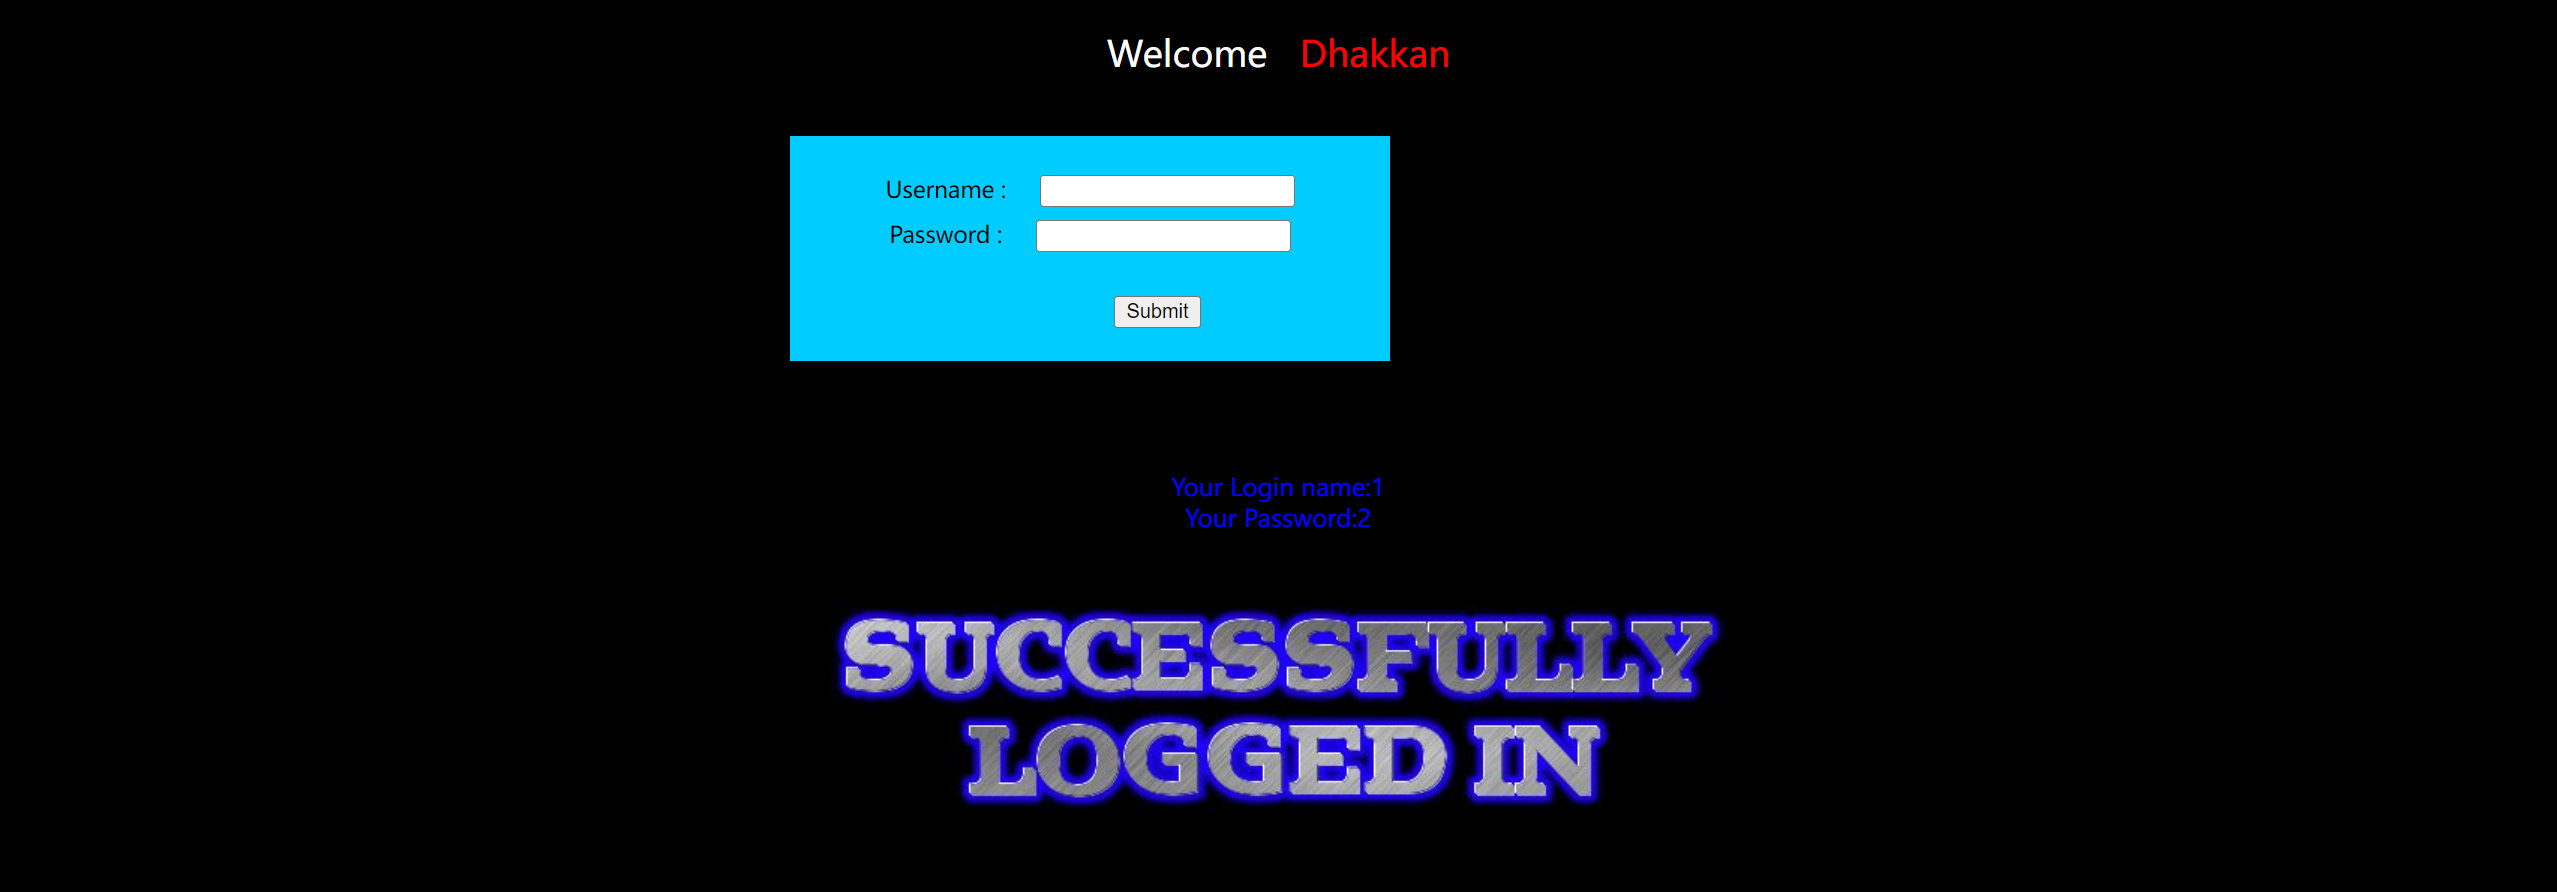 Welcome Dhakkan
Username :
Password :
Submit
Your Login name:1
Your Password:2
SUCCESSFULLY
LOGGED IN